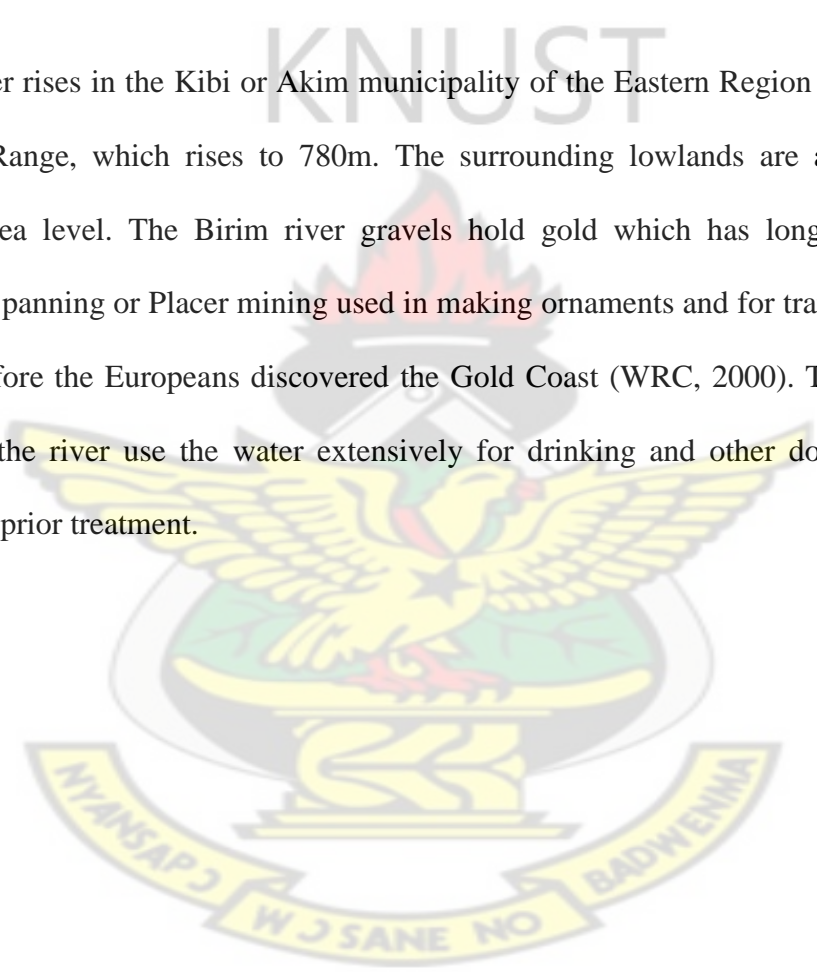 KNUST
er rises in the Kibi or Akim municipality of the Eastern Region
Range, which rises to 780m. The surrounding lowlands are a
ea level. The Birim river gravels hold gold which has long
panning or Placer mining used in making ornaments and for tra
fore the Europeans discovered the Gold Coast (WRC, 2000). T
the river use the water extensively for drinking and other do
prior treatment.
NYANSAPƆ
WƆ SANE NO
BADWENMA